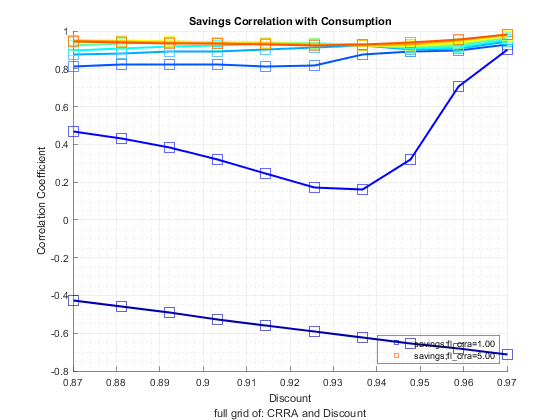 Savings Correlation with Consumption
1
0.8
0.6
0.4
0.2
0
-0.2
-0.4
-0.6
-0.8
Correlation Coefficient
savings;fl_crra=1.00
savings;fl_crra=5.00
0.87 0.88 0.89 0.9 0.91 0.92 0.93 0.94 0.95 0.96 0.97
Discount
full grid of: CRRA and Discount